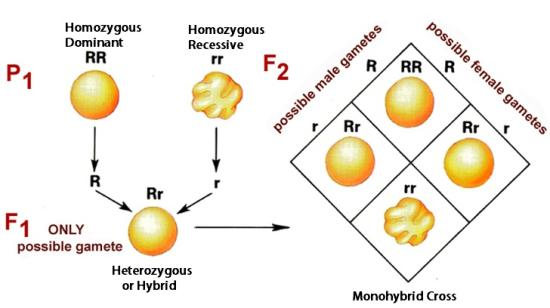 Homozygous
Dominant
RR
Homozygous
Recessive
rr
P1
R
r
F1
ONLY
possible gamete
Rr
Heterozygous
or Hybrid
F2
possible male gametes
possible female gametes
R
RR
R
r
Rr
Rr
r
rr
Monohybrid Cross